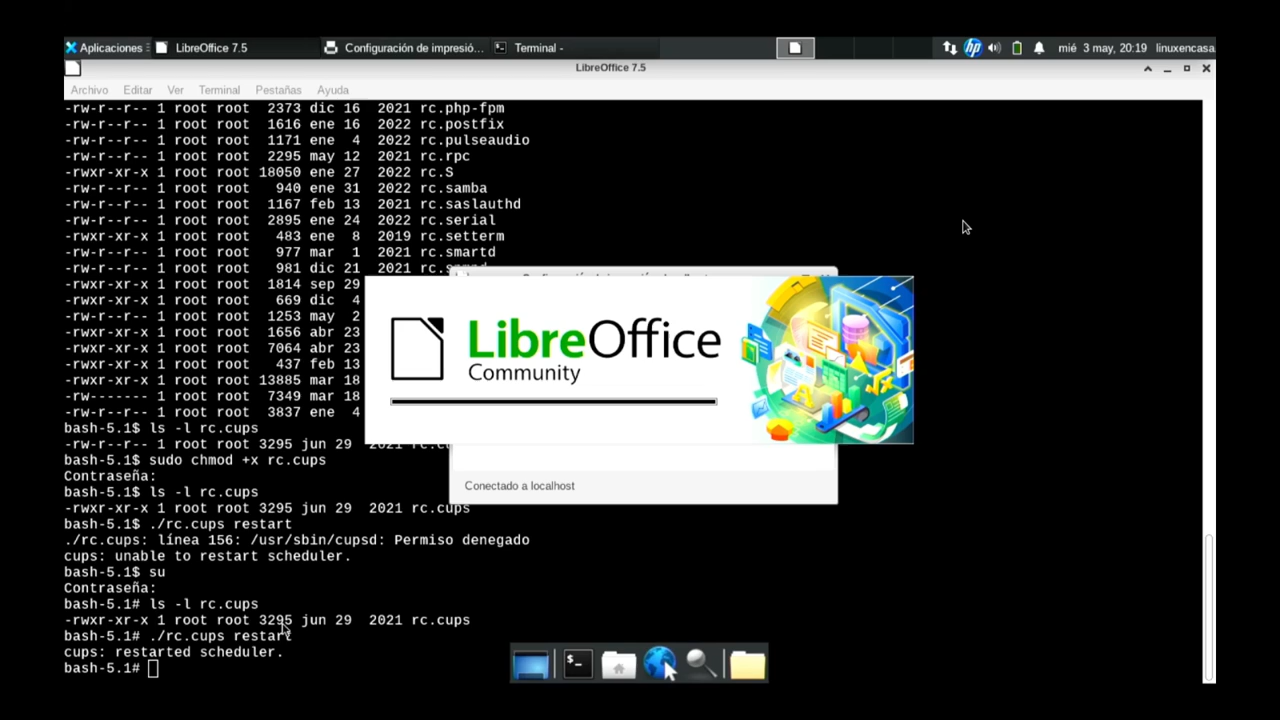 Aplicaciones
LibreOffice 7.5
Configuración de impresió...
Terminal -
hp
mié 3 may, 20:19
linuxencasa
LibreOffice 7.5
Archivo Editar Ver Terminal Pestañas Ayuda
-rw-r--r-- 1 root root 2373 dic 16 2021 rc.php-fpm
-rw-r--r-- 1 root root 1616 ene 16 2022 rc.postfix
-rw-r--r-- 1 root root 1171 ene 4 2022 rc.pulseaudio
-rw-r--r-- 1 root root 2295 may 12 2021 rc.rpc
-rwxr-xr-x 1 root root 18050 ene 27 2022 rc.S
-rw-r--r-- 1 root root 940 ene 31 2022 rc.samba
-rw-r--r-- 1 root root 1167 feb 13 2021 rc.saslauthd
-rw-r--r-- 1 root root 2895 ene 24 2022 rc.serial
-rwxr-xr-x 1 root root 483 ene 8 2019 rc.setterm
-rw-r--r-- 1 root root 977 mar 1 2021 rc.smartd
-rw-r--r-- 1 root root 981 dic 21 2021
-rwxr-xr-x 1 root root 1814 sep 29
-rw-r--r-- 1 root root 669 dic 4
-rw-r--r-- 1 root root 1253 may 2
-rwxr-xr-x 1 root root 1656 abr 23
-rwxr-xr-x 1 root root 7064 abr 23
-rw-r--r-- 1 root root 437 feb 13
-rwxr-xr-x 1 root root 13885 mar 18
-rw------- 1 root root 7349 mar 18
-rw-r--r-- 1 root root 3837 ene 4
LibreOffice
Community
bash-5.1$ ls -l rc.cups
-rw-r--r-- 1 root root 3295 jun 29
bash-5.1$ sudo chmod +x rc.cups
Contraseña:
Conectado a localhost
bash-5.1$ ls -l rc.cups
-rwxr-xr-x 1 root root 3295 jun 29 2021 rc.cups
bash-5.1$ ./rc.cups restart
./rc.cups: línea 156: /usr/sbin/cupsd: Permiso denegado
cups: unable to restart scheduler.
bash-5.1$ su
Contraseña:
bash-5.1# ls -l rc.cups
-rwxr-xr-x 1 root root 3295 jun 29 2021 rc.cups
bash-5.1# ./rc.cups restart
cups: restarted scheduler.
bash-5.1#